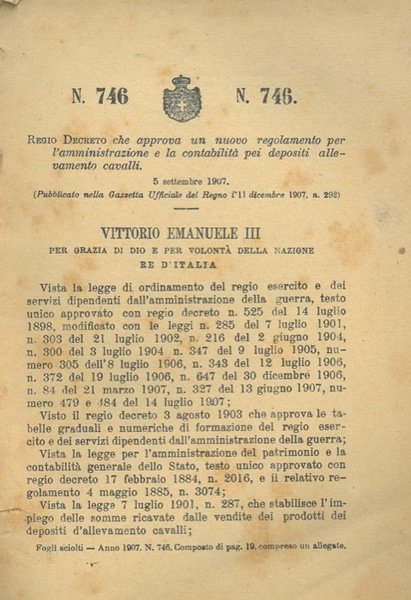 N. 746 N. 746.
REGIO DECRETO che approva un nuovo regolamento per
l'amministrazione e la contabilità pei depositi alle-
vamento cavalli.
5 settembre 1907.
(Pubblicato nella Gazzetta Ufficiale del Regno l'11 dicembre 1907, n. 292)
VITTORIO EMANUELE III
PER GRAZIA DI DIO E PER VOLONTÀ DELLA NAZIONE
RE D'ITALIA
Vista la legge di ordinamento del regio esercito e dei
servizi dipendenti dall'amministrazione della guerra, testo
unico approvato con regio decreto n. 525 del 14 luglio
1898, modificato con le leggi n. 285 del 7 luglio 1901,
n. 303 del 21 luglio 1902, n. 216 del 2 giugno 1904,
n. 300 del 3 luglio 1904 n. 347 del 9 luglio 1905, nu-
mero 305 dell'8 luglio 1906, n. 343 del 12 luglio 1906,
n. 372 del 19 luglio 1906, n. 647 del 30 dicembre 1906,
n. 84 del 21 marzo 1907, n. 327 del 13 giugno 1907, nu-
mero 479 e 484 del 14 luglio 1907;
Visto il regio decreto 3 agosto 1903 che approva le ta-
belle graduali e numeriche di formazione del regio eser-
cito e dei servizi dipendenti dall'amministrazione della guerra;
Vista la legge per l'amministrazione del patrimonio e la
contabilità generale dello Stato, testo unico approvato con
regio decreto 17 febbraio 1884, n. 2016, e il relativo re-
golamento 4 maggio 1885, n. 3074;
Vista la legge 7 luglio 1901, n. 287, che stabilisce l'im-
piego delle somme ricavate dalle vendite dei prodotti dei
depositi d'allevamento cavalli;
Fogli sciolti — Anno 1907. N. 746. Composto di pag. 19, compreso un allegato.